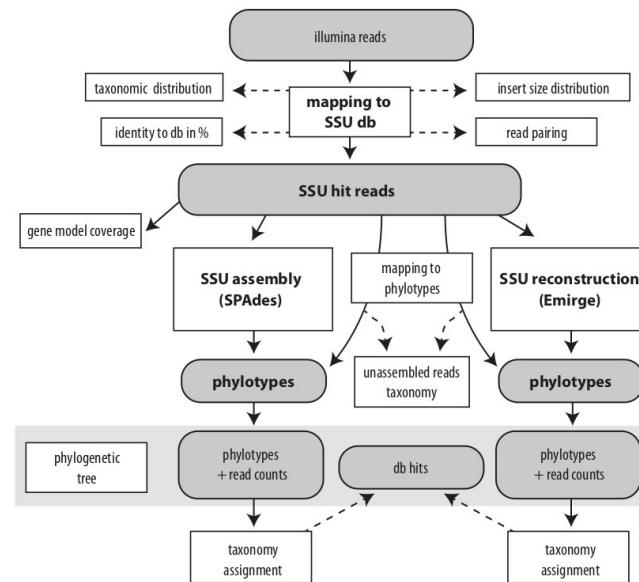 illumina reads
taxonomic distribution
mapping to
SSU db
insert size distribution
identity to db in %
read pairing
SSU hit reads
gene model coverage
SSU assembly
(SPAdes)
mapping to
phylotypes
SSU reconstruction
(Emirge)
phylotypes
unassembled reads
taxonomy
phylotypes
phylogenetic
tree
phylotypes
+ read counts
db hits
phylotypes
+ read counts
taxonomy
assignment
taxonomy
assignment